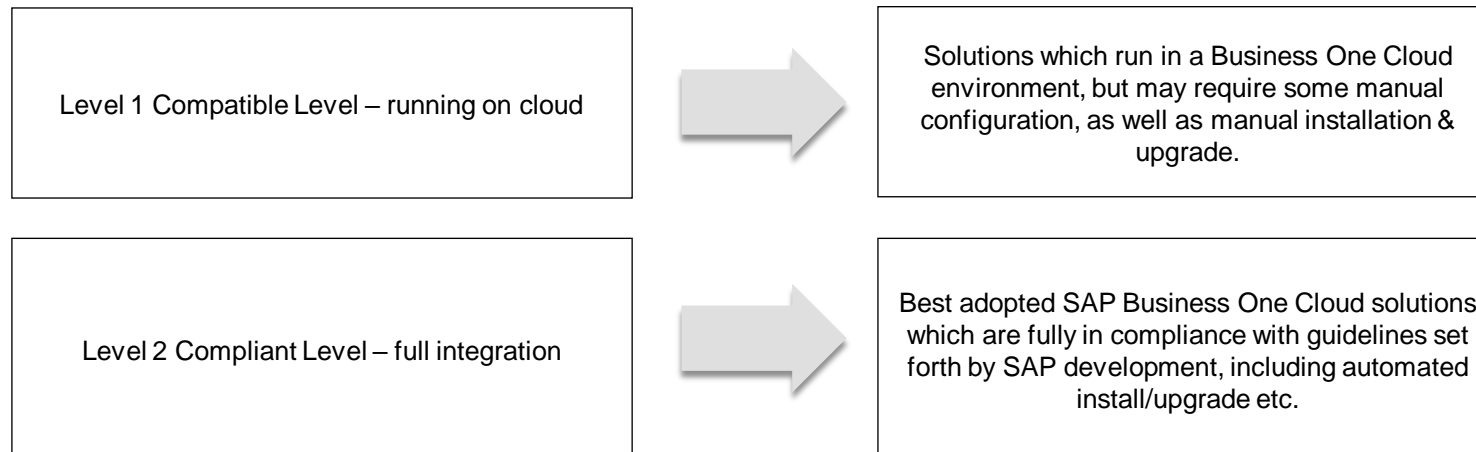 Level 1 Compatible Level – running on cloud
Solutions which run in a Business One Cloud
environment, but may require some manual
configuration, as well as manual installation &
upgrade.
Level 2 Compliant Level – full integration
Best adopted SAP Business One Cloud solutions
which are fully in compliance with guidelines set
forth by SAP development, including automated
install/upgrade etc.